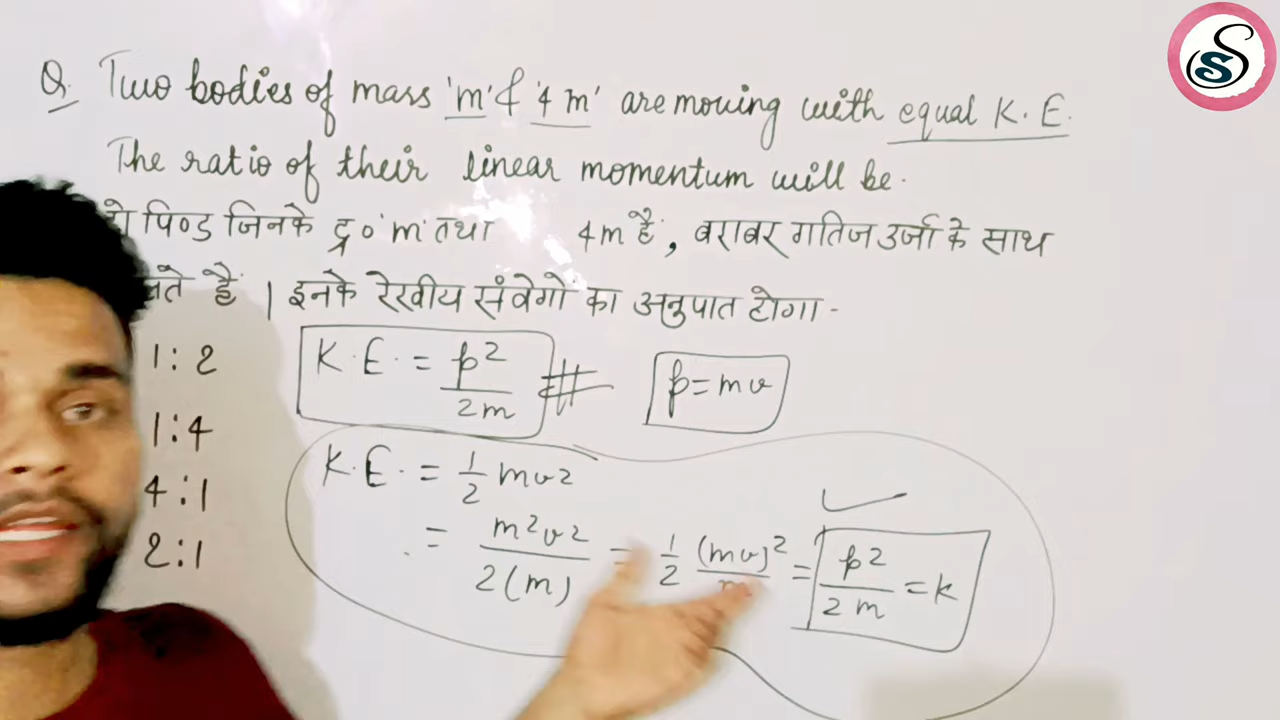 Q. Two bodies of mass 'm' & '4m' are moving with equal K.E.
The ratio of their linear momentum will be.
पिण्ड जिनके द्र० 'm' तथा 4m है, बराबर गतिज उर्जा के साथ
है। इनके रेखीय संवेगों का अनुपात होगा -
1:2
1:4
4:1
2:1
K.E. = p²/2m
p = mv
K.E. = 1/2 mv²
= m²v²/2(m) = 1/2 (mv)²/m = p²/2m = k
SS